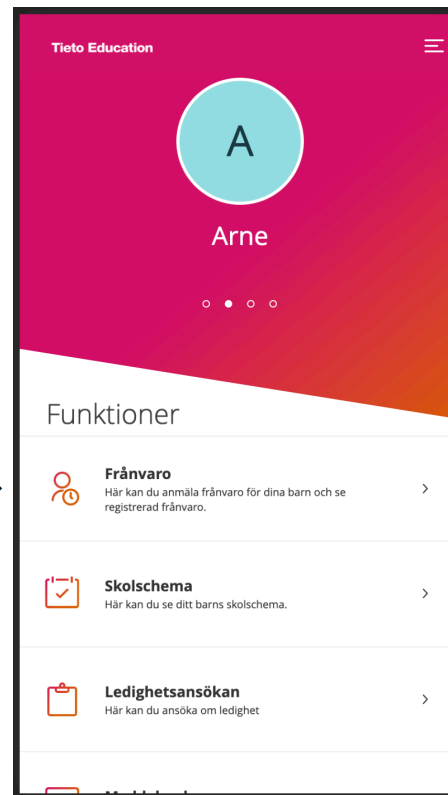 Tieto Education
A
Arne
Funktioner
Frånvaro
Här kan du anmäla frånvaro för dina barn och se
registrerad frånvaro.
Skolschema
Här kan du se ditt barns skolschema.
Ledighetsansökan
Här kan du ansöka om ledighet